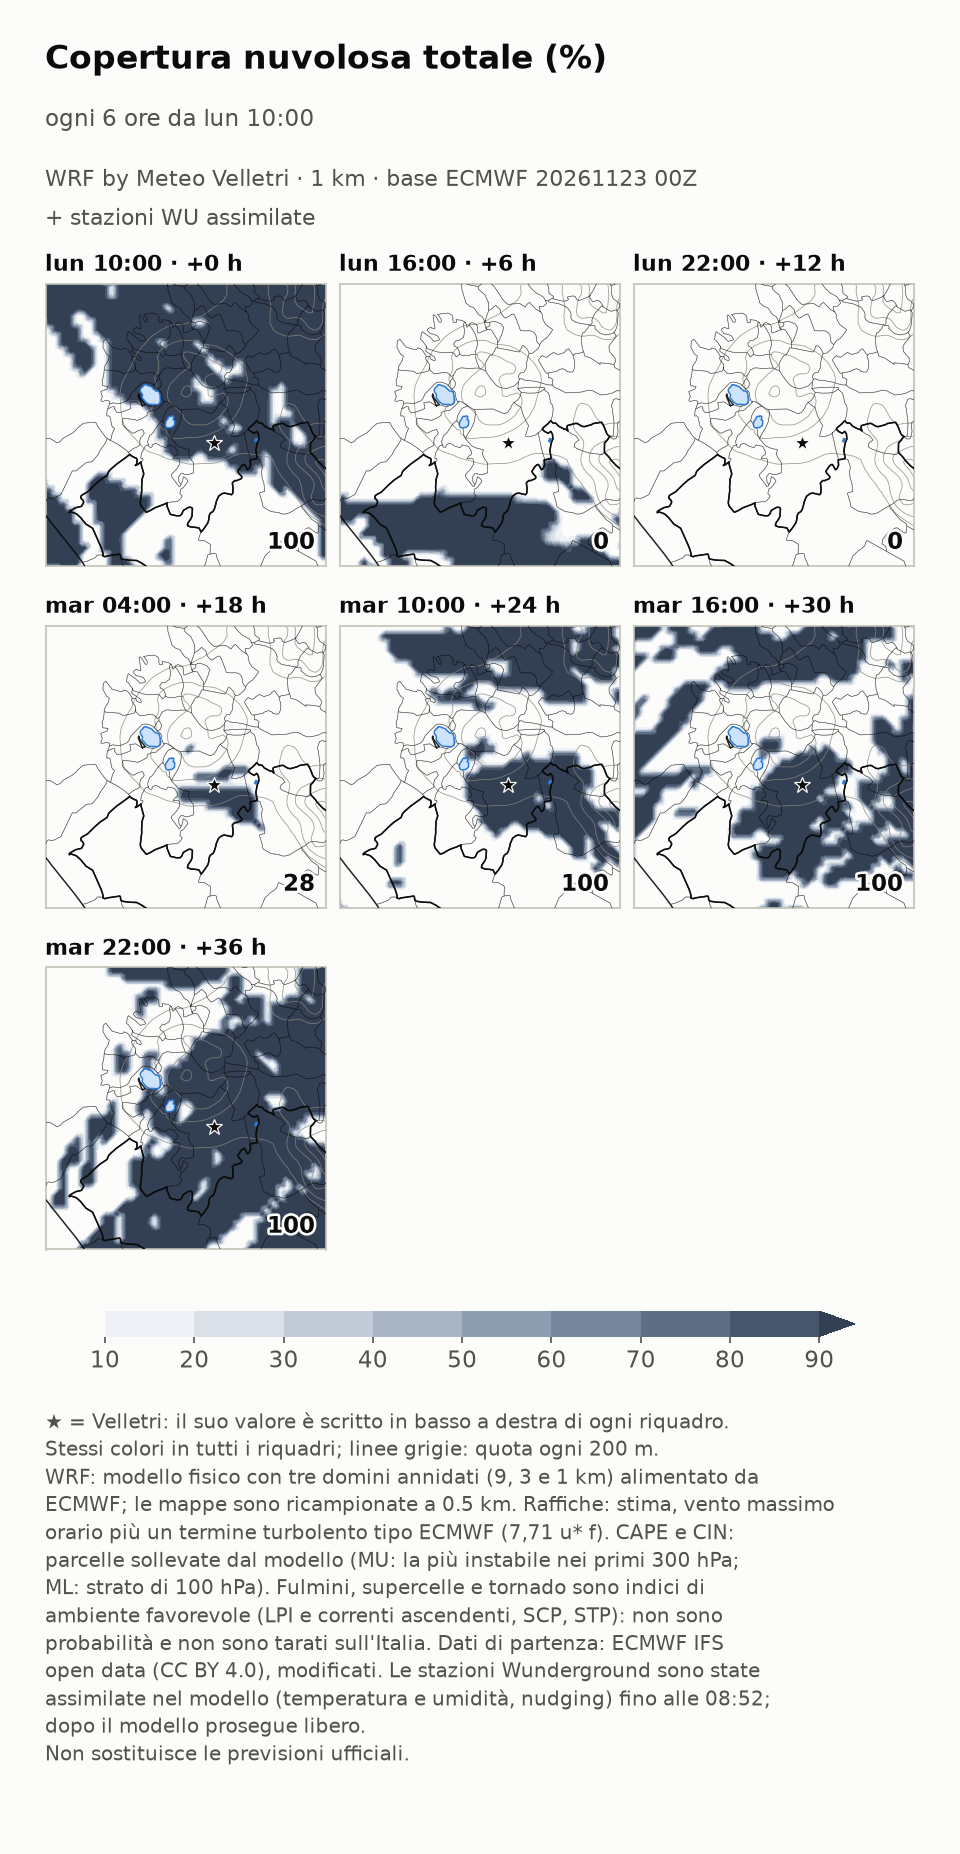 Copertura nuvolosa totale (%)
ogni 6 ore da lun 10:00
WRF by Meteo Velletri · 1 km · base ECMWF 20261123 00Z
+ stazioni WU assimilate
lun 10:00 · +0 h
lun 16:00 · +6 h
lun 22:00 · +12 h
100
0
0
mar 04:00 · +18 h
mar 10:00 · +24 h
mar 16:00 · +30 h
28
100
100
mar 22:00 · +36 h
100
10 20 30 40 50 60 70 80 90
★ = Velletri: il suo valore è scritto in basso a destra di ogni riquadro.
Stessi colori in tutti i riquadri; linee grigie: quota ogni 200 m.
WRF: modello fisico con tre domini annidati (9, 3 e 1 km) alimentato da
ECMWF; le mappe sono ricampionate a 0.5 km. Raffiche: stima, vento massimo
orario più un termine turbolento tipo ECMWF (7,71 u* f). CAPE e CIN:
parcelle sollevate dal modello (MU: la più instabile nei primi 300 hPa;
ML: strato di 100 hPa). Fulmini, supercelle e tornado sono indici di
ambiente favorevole (LPI e correnti ascendenti, SCP, STP): non sono
probabilità e non sono tarati sull'Italia. Dati di partenza: ECMWF IFS
open data (CC BY 4.0), modificati. Le stazioni Wunderground sono state
assimilate nel modello (temperatura e umidità, nudging) fino alle 08:52;
dopo il modello prosegue libero.
Non sostituisce le previsioni ufficiali.